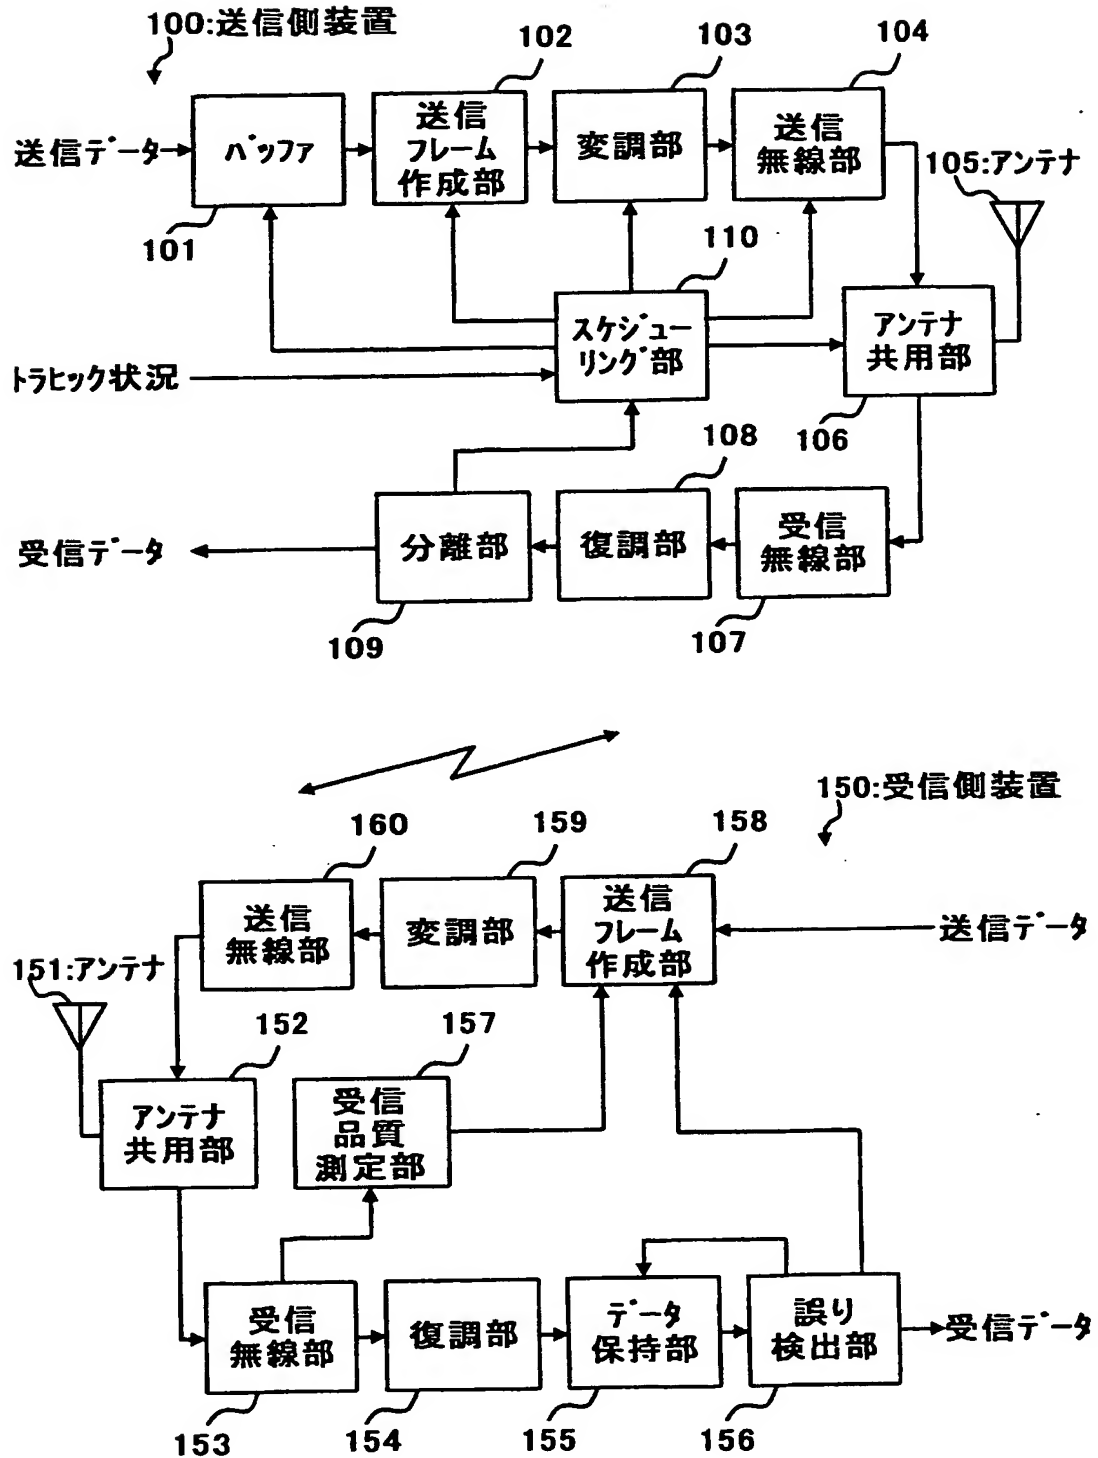 100:送信側装置
102
103
104
送信データ
バッファ
送信
フレーム
作成部
変調部
送信
無線部
105:アンテナ
101
110
スケジュー
リング部
アンテナ
共用部
トラヒック状況
106
108
受信データ
分離部
復調部
受信
無線部
109
107
150:受信側装置
160
159
158
送信
無線部
変調部
送信
フレーム
作成部
送信データ
151:アンテナ
152
157
アンテナ
共用部
受信
品質
測定部
受信
無線部
復調部
データ
保持部
誤り
検出部
受信データ
153
154
155
156